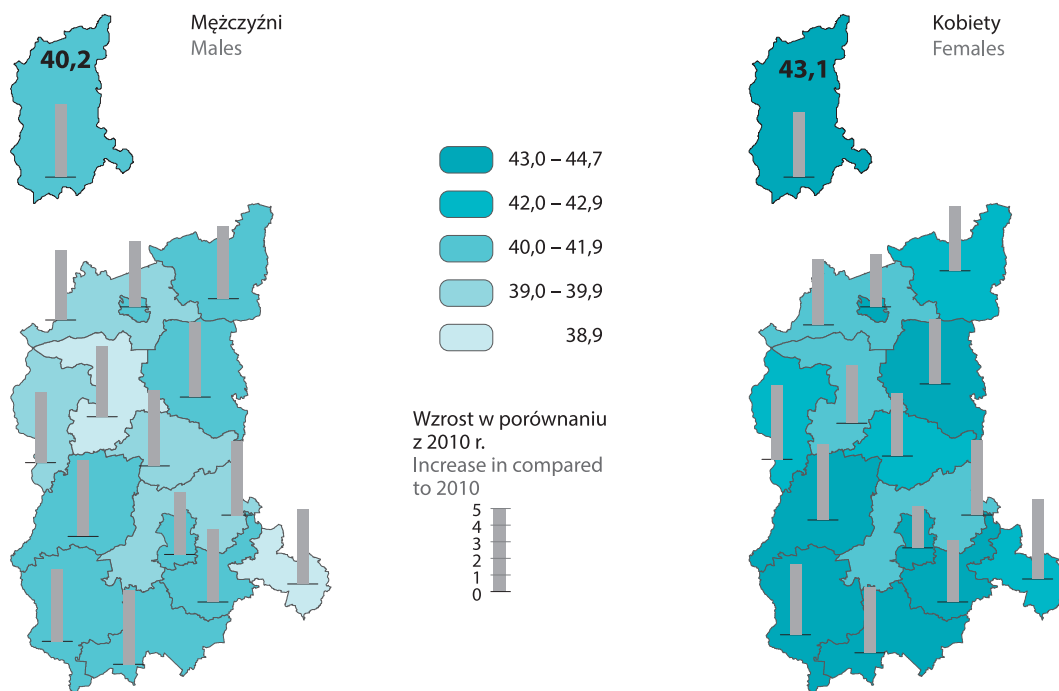 Mężczyźni
Males
40,2
Kobiety
Females
43,1
43,0 – 44,7
42,0 – 42,9
40,0 – 41,9
39,0 – 39,9
38,9
Wzrost w porównaniu
z 2010 r.
Increase in compared
to 2010
5
4
3
2
1
0